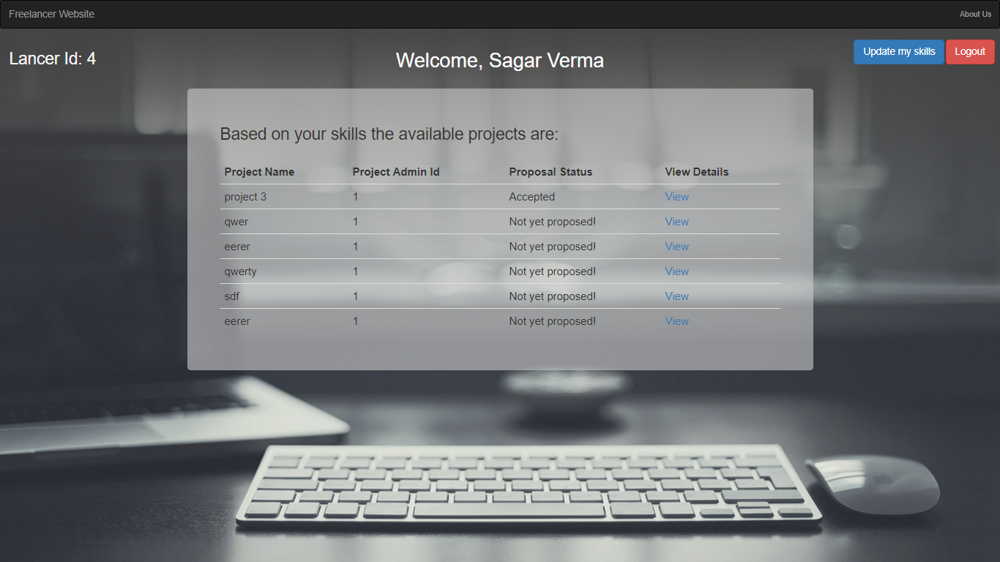 Freelancer Website About Us
Lancer Id: 4
Welcome, Sagar Verma
Update my skills Logout
Based on your skills the available projects are:
Project Name Project Admin Id Proposal Status View Details
project 3 1 Accepted View
qwer 1 Not yet proposed! View
eerer 1 Not yet proposed! View
qwerty 1 Not yet proposed! View
sdf 1 Not yet proposed! View
eerer 1 Not yet proposed! View